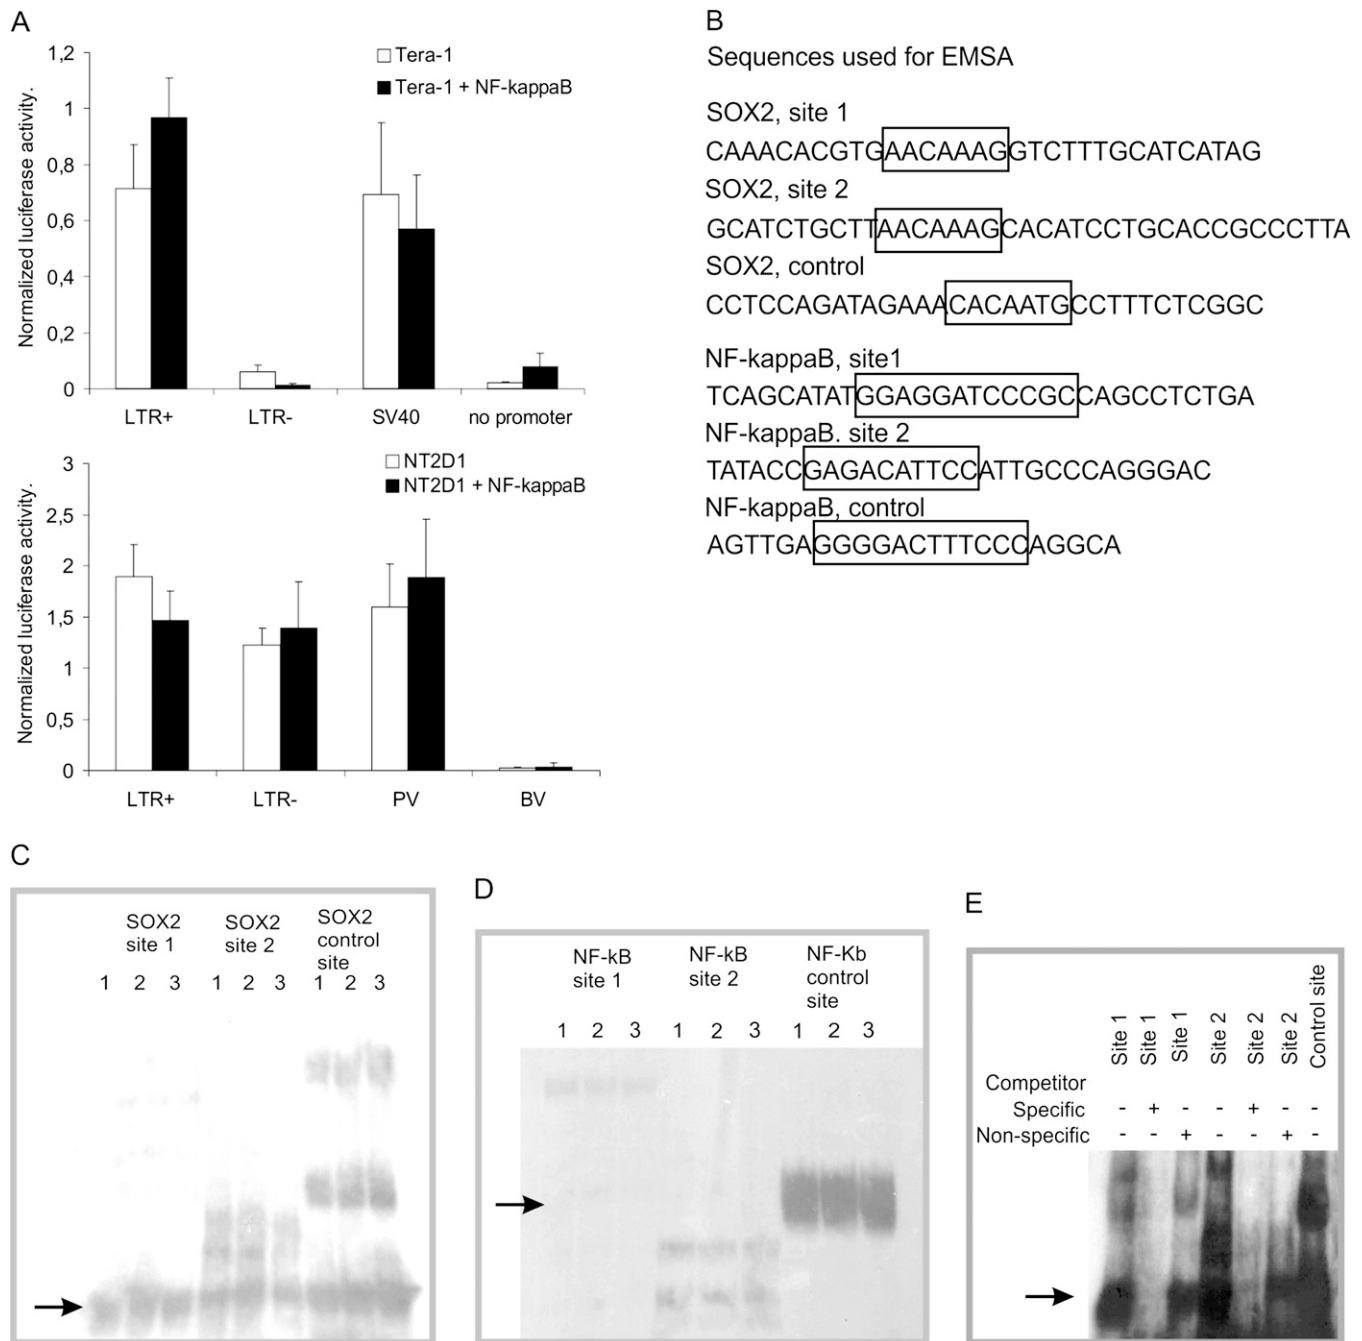 A
Normalized luciferase activity.
1,2
1
0,8
0,6
0,4
0,2
0
Tera-1
Tera-1 + NF-kappaB
LTR+ LTR- SV40 no promoter
Normalized luciferase activity.
3
2,5
2
1,5
1
0,5
0
NT2D1
NT2D1 + NF-kappaB
LTR+ LTR- PV BV
B
Sequences used for EMSA
SOX2, site 1
CAAACACGTGAACAAAGGTCTTTGCATCATAG
SOX2, site 2
GCATCTGCTTAACAAAGCACATCCTGCACCGCCCTTA
SOX2, control
CCTCCAGATAGAAACACAATGCCTTTCTCGGC
NF-kappaB, site1
TCAGCATATGGAGGATCCCGCCAGCCTCTGA
NF-kappaB. site 2
TATACCGAGACATTCCATTGCCCAGGGAC
NF-kappaB, control
AGTTGAGGGGACTTTCCCAGGCA
C
SOX2
site 1
SOX2
site 2
SOX2
control
site
1 2 3 1 2 3 1 2 3
D
NF-kB
site 1
NF-kB
site 2
NF-Kb
control
site
1 2 3 1 2 3 1 2 3
E
Site 1
Site 1
Site 1
Site 2
Site 2
Site 2
Control site
Competitor
Specific - + - - + - -
Non-specific - - + - - + -